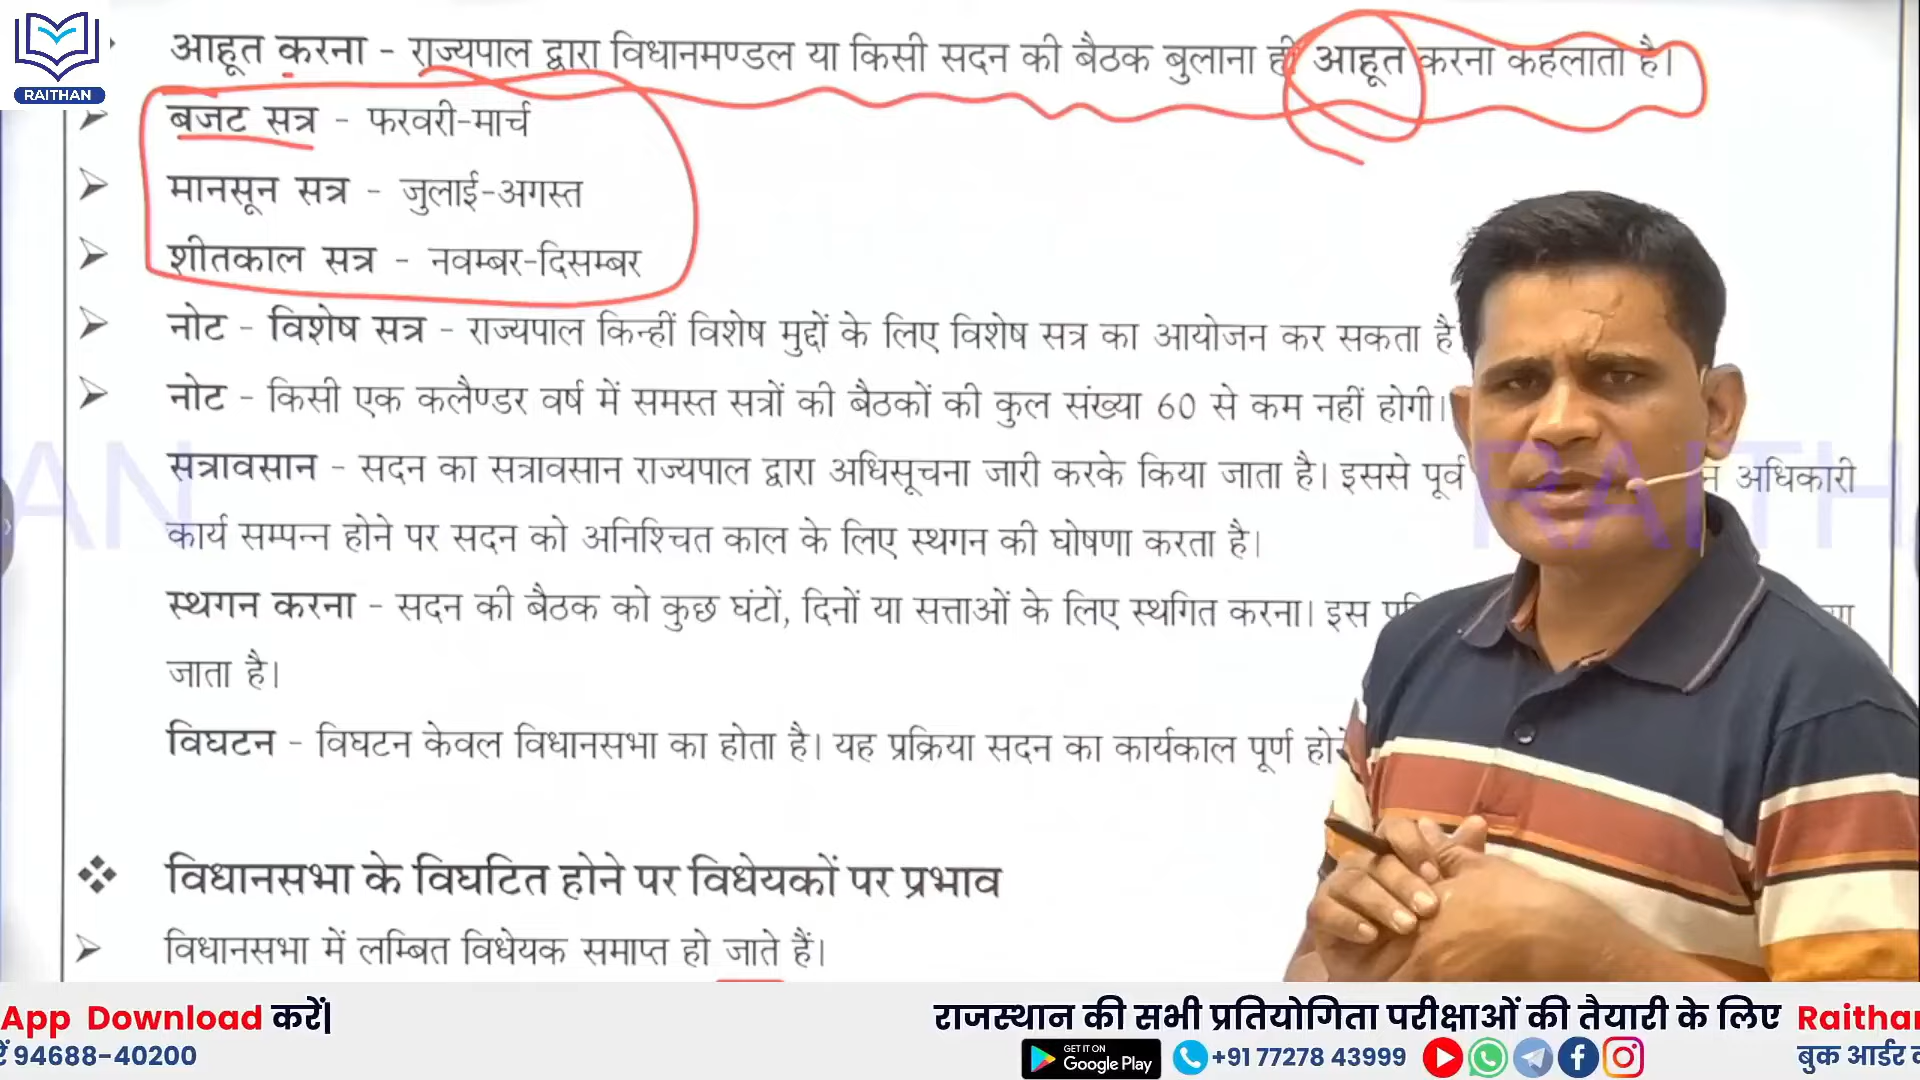 RAITHAN
आहूत करना - राज्यपाल द्वारा विधानमण्डल या किसी सदन की बैठक बुलाना ही आहूत करना कहलाता है।
➤ बजट सत्र - फरवरी-मार्च
➤ मानसून सत्र - जुलाई-अगस्त
➤ शीतकाल सत्र - नवम्बर-दिसम्बर
➤ नोट - विशेष सत्र - राज्यपाल किन्हीं विशेष मुद्दों के लिए विशेष सत्र का आयोजन कर सकता है
➤ नोट - किसी एक कलैण्डर वर्ष में समस्त सत्रों की बैठकों की कुल संख्या 60 से कम नहीं होगी।
सत्रावसान - सदन का सत्रावसान राज्यपाल द्वारा अधिसूचना जारी करके किया जाता है। इससे पूर्व अधिकारी
कार्य सम्पन्न होने पर सदन को अनिश्चित काल के लिए स्थगन की घोषणा करता है।
स्थगन करना - सदन की बैठक को कुछ घंटों, दिनों या सत्ताओं के लिए स्थगित करना। इस
जाता है।
विघटन - विघटन केवल विधानसभा का होता है। यह प्रक्रिया सदन का कार्यकाल पूर्ण
❖ विधानसभा के विघटित होने पर विधेयकों पर प्रभाव
➤ विधानसभा में लम्बित विधेयक समाप्त हो जाते हैं।
App Download करें|
94688-40200
राजस्थान की सभी प्रतियोगिता परीक्षाओं की तैयारी के लिए Raithan
GET IT ON
Google Play
+91 77278 43999
बुक आर्डर